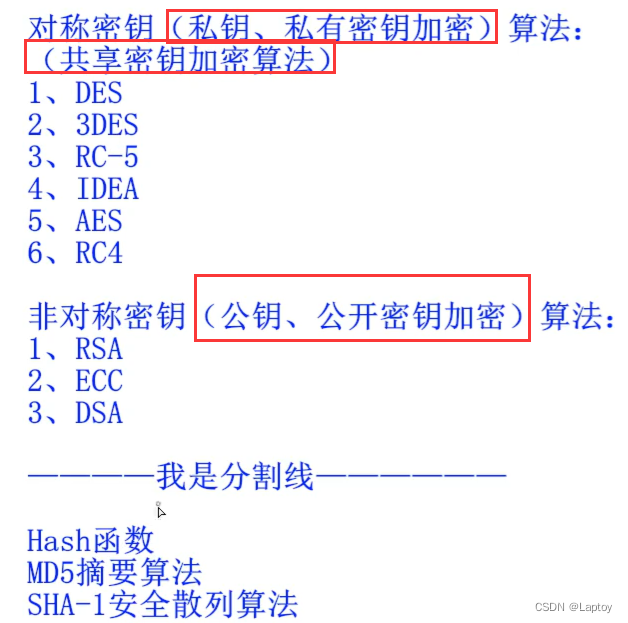 对称密钥（私钥、私有密钥加密）算法：
（共享密钥加密算法）
1、DES
2、3DES
3、RC-5
4、IDEA
5、AES
6、RC4
非对称密钥（公钥、公开密钥加密）算法：
1、RSA
2、ECC
3、DSA
————我是分割线——————
Hash函数
MD5摘要算法
SHA-1安全散列算法
CSDN @Laptoy